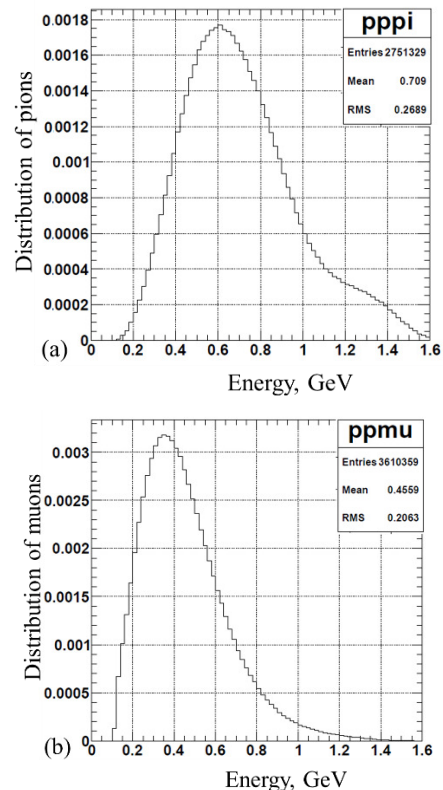 pppi
Entries 2751329
Mean 0.709
RMS 0.2689
0.0018
0.0016
0.0014
0.0012
0.001
0.0008
0.0006
0.0004
0.0002
0
Distribution of pions
0 0.2 0.4 0.6 0.8 1 1.2 1.4 1.6
(a)
Energy, GeV
ppmu
Entries 3610359
Mean 0.4559
RMS 0.2063
0.003
0.0025
0.002
0.0015
0.001
0.0005
0
Distribution of muons
0 0.2 0.4 0.6 0.8 1 1.2 1.4 1.6
(b)
Energy, GeV